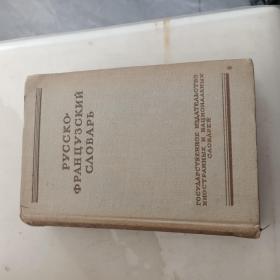 РУССКО-
ФРАНЦУЗСКИЙ
СЛОВАРЬ
ГОСУДАРСТВЕННОЕ ИЗДАТЕЛЬСТВО
ИНОСТРАННЫХ И НАЦИОНАЛЬНЫХ
СЛОВАРЕЙ